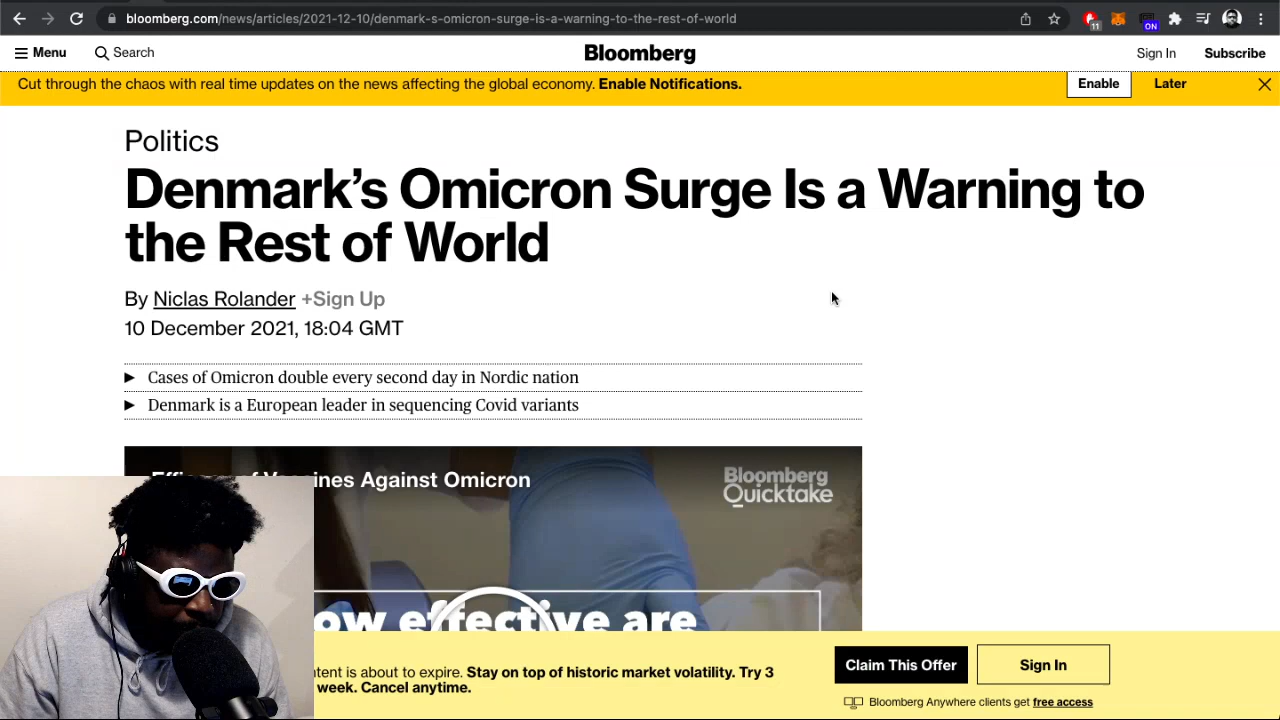 bloomberg.com/news/articles/2021-12-10/denmark-s-omicron-surge-is-a-warning-to-the-rest-of-world
11
ON
Menu
Search
Bloomberg
Sign In
Subscribe
Cut through the chaos with real time updates on the news affecting the global economy. Enable Notifications.
Enable
Later
Politics
Denmark’s Omicron Surge Is a Warning to
the Rest of World
By Niclas Rolander +Sign Up
10 December 2021, 18:04 GMT
Cases of Omicron double every second day in Nordic nation
Denmark is a European leader in sequencing Covid variants
Against Omicron
Bloomberg
Quicktake
effective are
is about to expire. Stay on top of historic market volatility. Try 3
week. Cancel anytime.
Claim This Offer
Sign In
Bloomberg Anywhere clients get free access